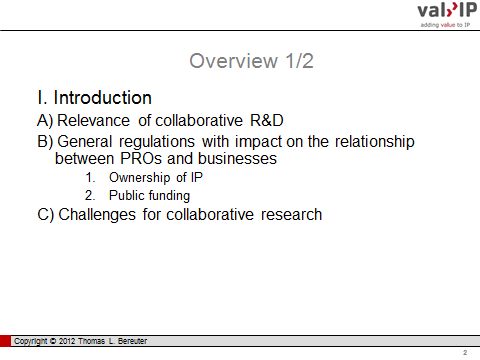 val>>IP
adding value to IP
Overview 1/2
I. Introduction
A) Relevance of collaborative R&D
B) General regulations with impact on the relationship
between PROs and businesses
1. Ownership of IP
2. Public funding
C) Challenges for collaborative research
Copyright © 2012 Thomas L. Bereuter
2